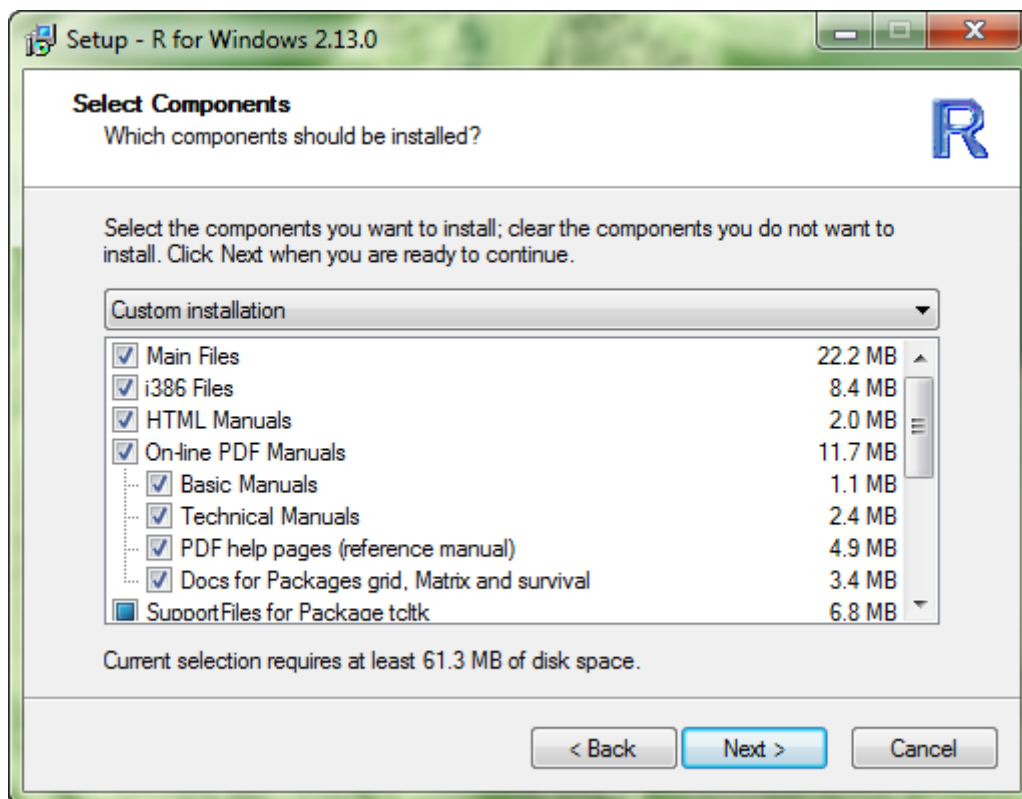 Setup - R for Windows 2.13.0
Select Components
Which components should be installed?
R
Select the components you want to install; clear the components you do not want to
install. Click Next when you are ready to continue.
Custom installation
Main Files 22.2 MB
i386 Files 8.4 MB
HTML Manuals 2.0 MB
On-line PDF Manuals 11.7 MB
Basic Manuals 1.1 MB
Technical Manuals 2.4 MB
PDF help pages (reference manual) 4.9 MB
Docs for Packages grid, Matrix and survival 3.4 MB
SupportFiles for Package tcltk 6.8 MB
Current selection requires at least 61.3 MB of disk space.
< Back Next > Cancel